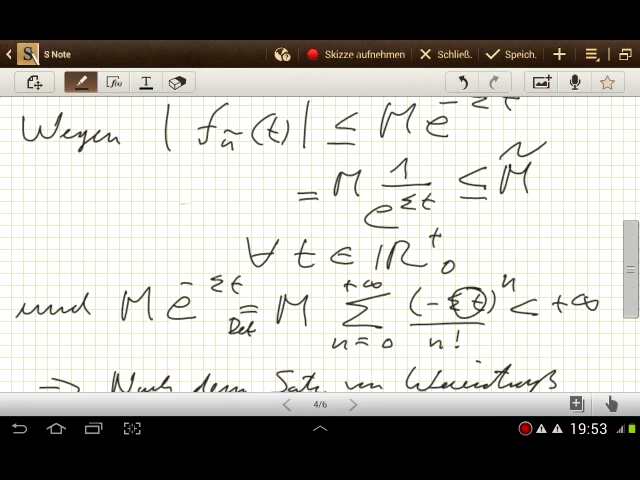 S Note
Skizze aufnehmen
Schließ.
Speich.
f(x)
T
Wegen | f_ñ(t) | ≤ M e^{-εt}
= M 1/e^{εt} ≤ M̃
∀ t ∈ ℝ^+_0
und M e^{-εt} =_{Def} M ∑_{n=0}^{+∞} (-εt)^n / n! < +∞
⇒ Nach dem Satz von Weierstraß
4/6
19:53